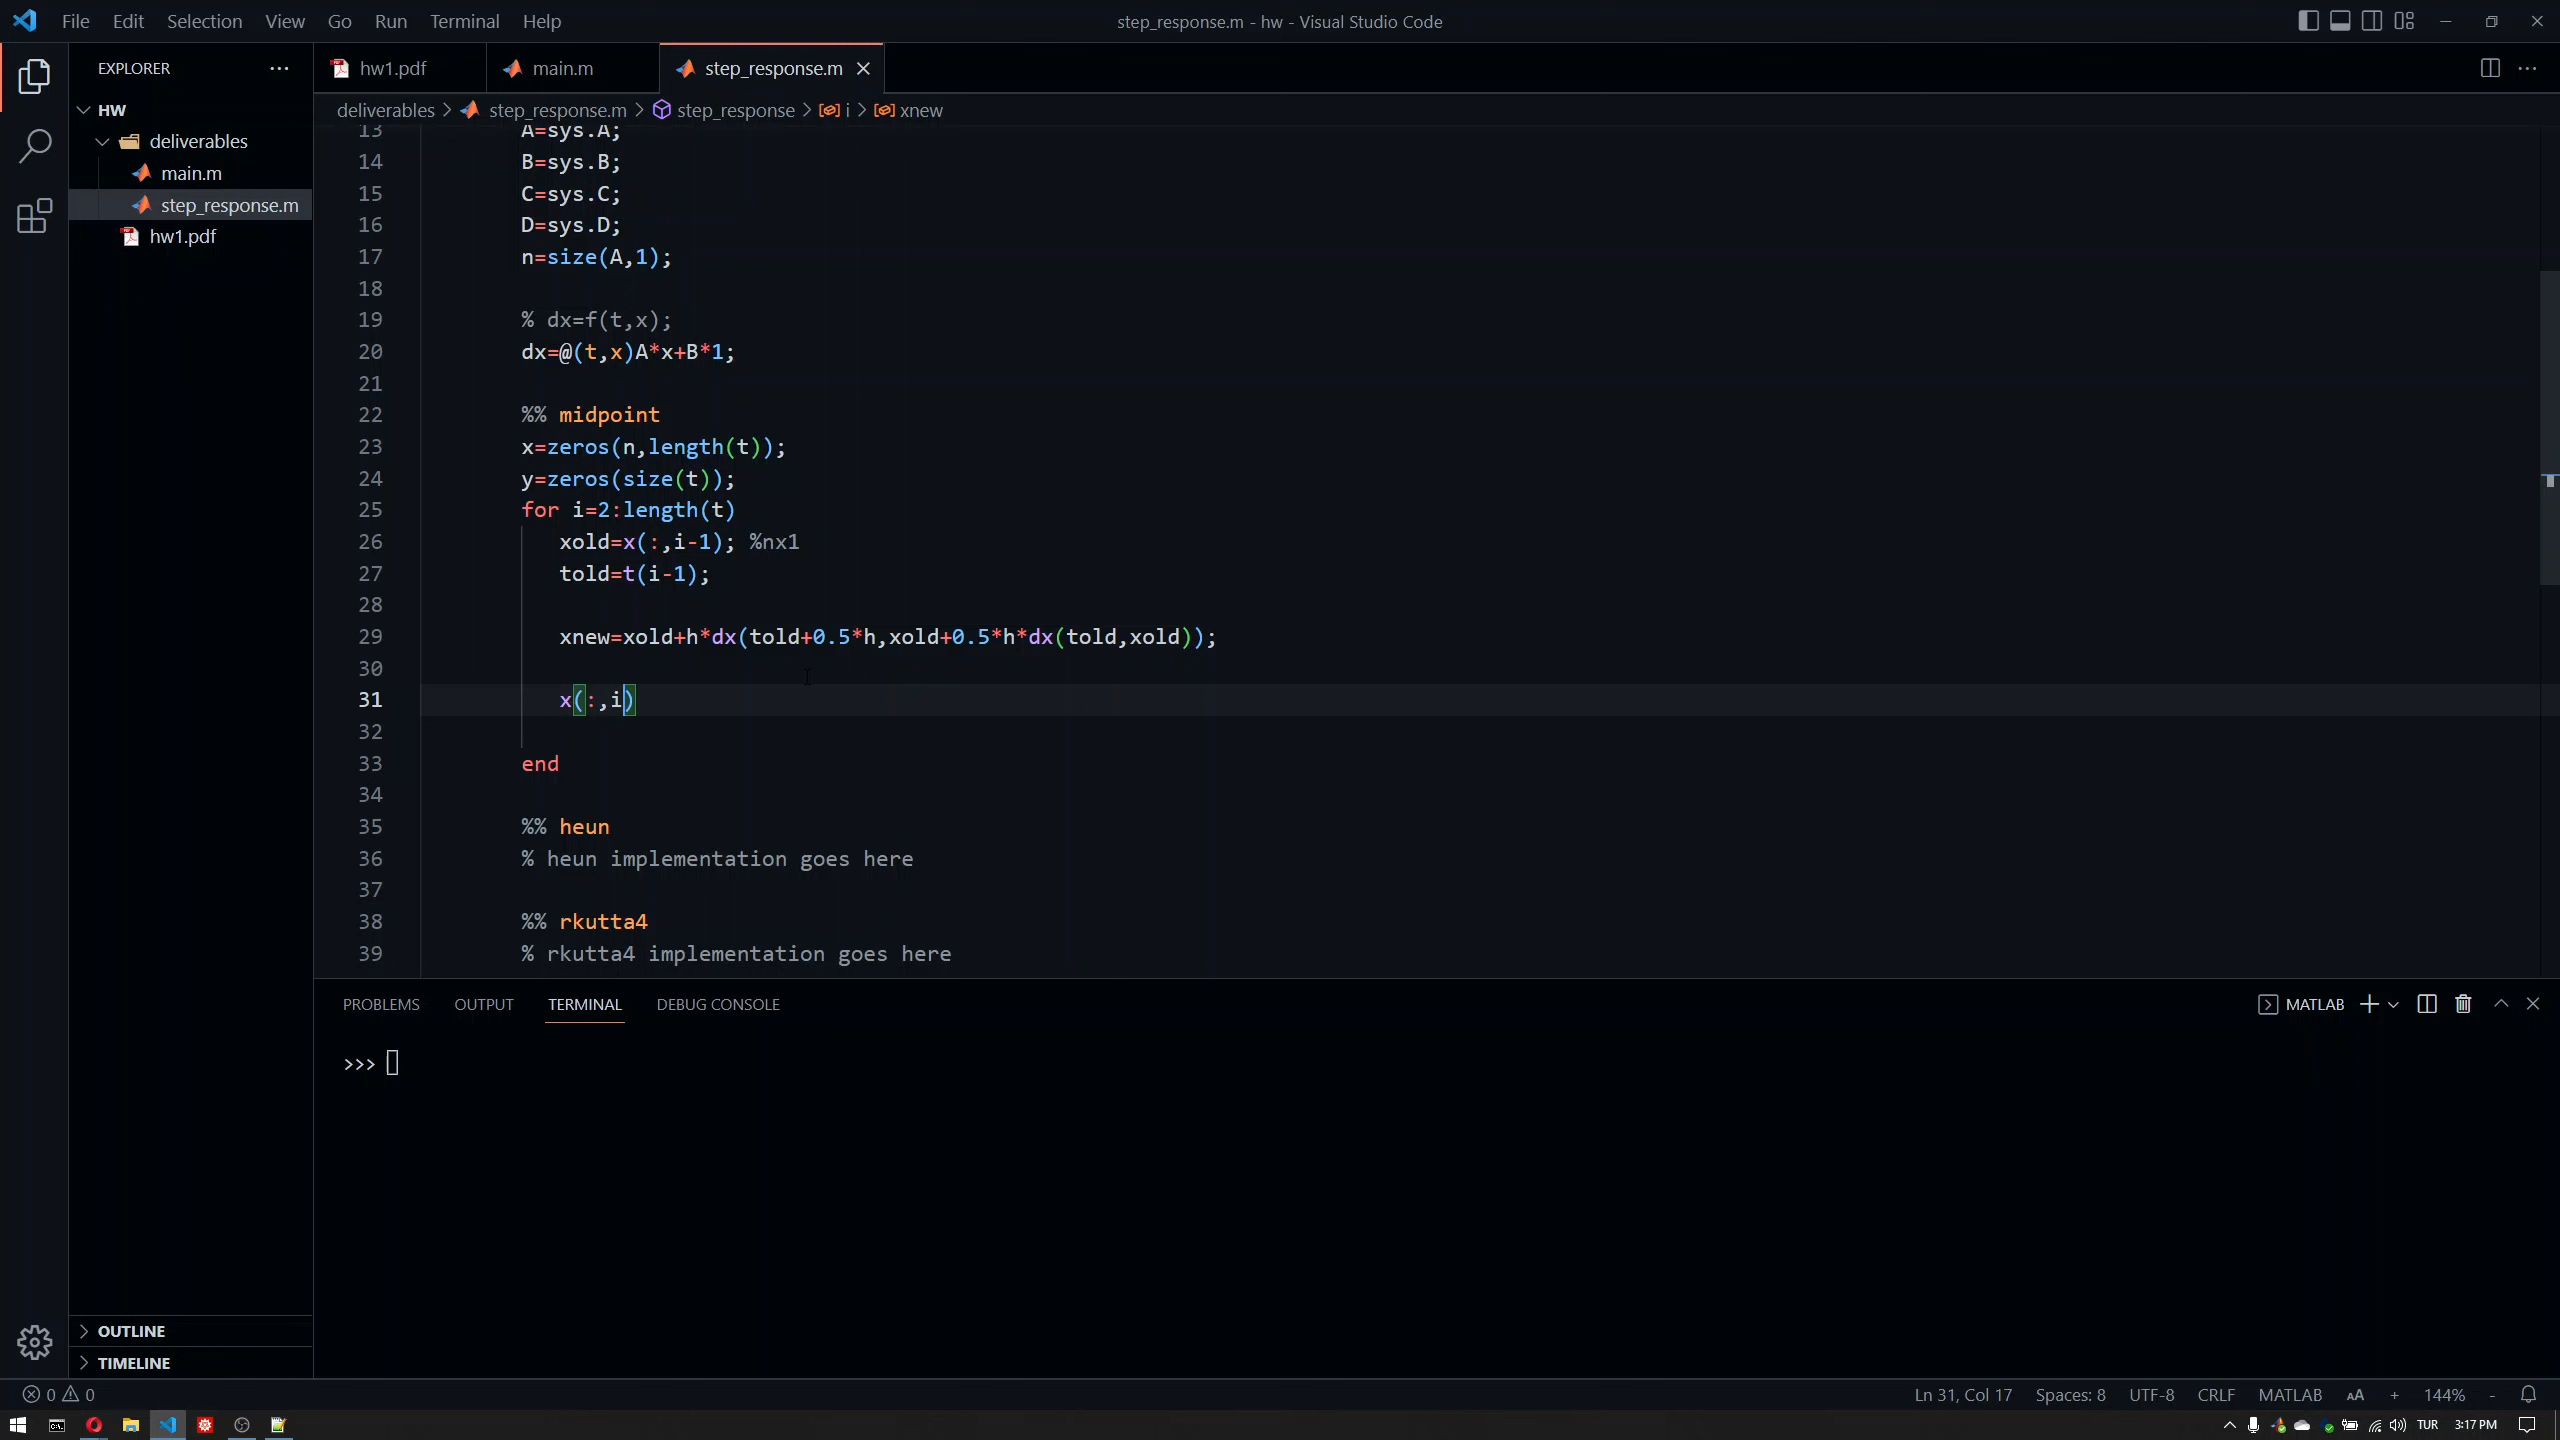 File Edit Selection View Go Run Terminal Help
step_response.m - hw - Visual Studio Code
EXPLORER
HW
deliverables
main.m
step_response.m
hw1.pdf
hw1.pdf main.m step_response.m
deliverables > step_response.m > step_response > i > xnew
13 A=sys.A;
14 B=sys.B;
15 C=sys.C;
16 D=sys.D;
17 n=size(A,1);
18
19 % dx=f(t,x);
20 dx=@(t,x)A*x+B*1;
21
22 %% midpoint
23 x=zeros(n,length(t));
24 y=zeros(size(t));
25 for i=2:length(t)
26 xold=x(:,i-1); %nx1
27 told=t(i-1);
28
29 xnew=xold+h*dx(told+0.5*h,xold+0.5*h*dx(told,xold));
30
31 x(:,i)
32
33 end
34
35 %% heun
36 % heun implementation goes here
37
38 %% rkutta4
39 % rkutta4 implementation goes here
PROBLEMS OUTPUT TERMINAL DEBUG CONSOLE
MATLAB
>>>
OUTLINE
TIMELINE
0 0
Ln 31, Col 17 Spaces: 8 UTF-8 CRLF MATLAB AA + 144% -
TUR 3:17 PM